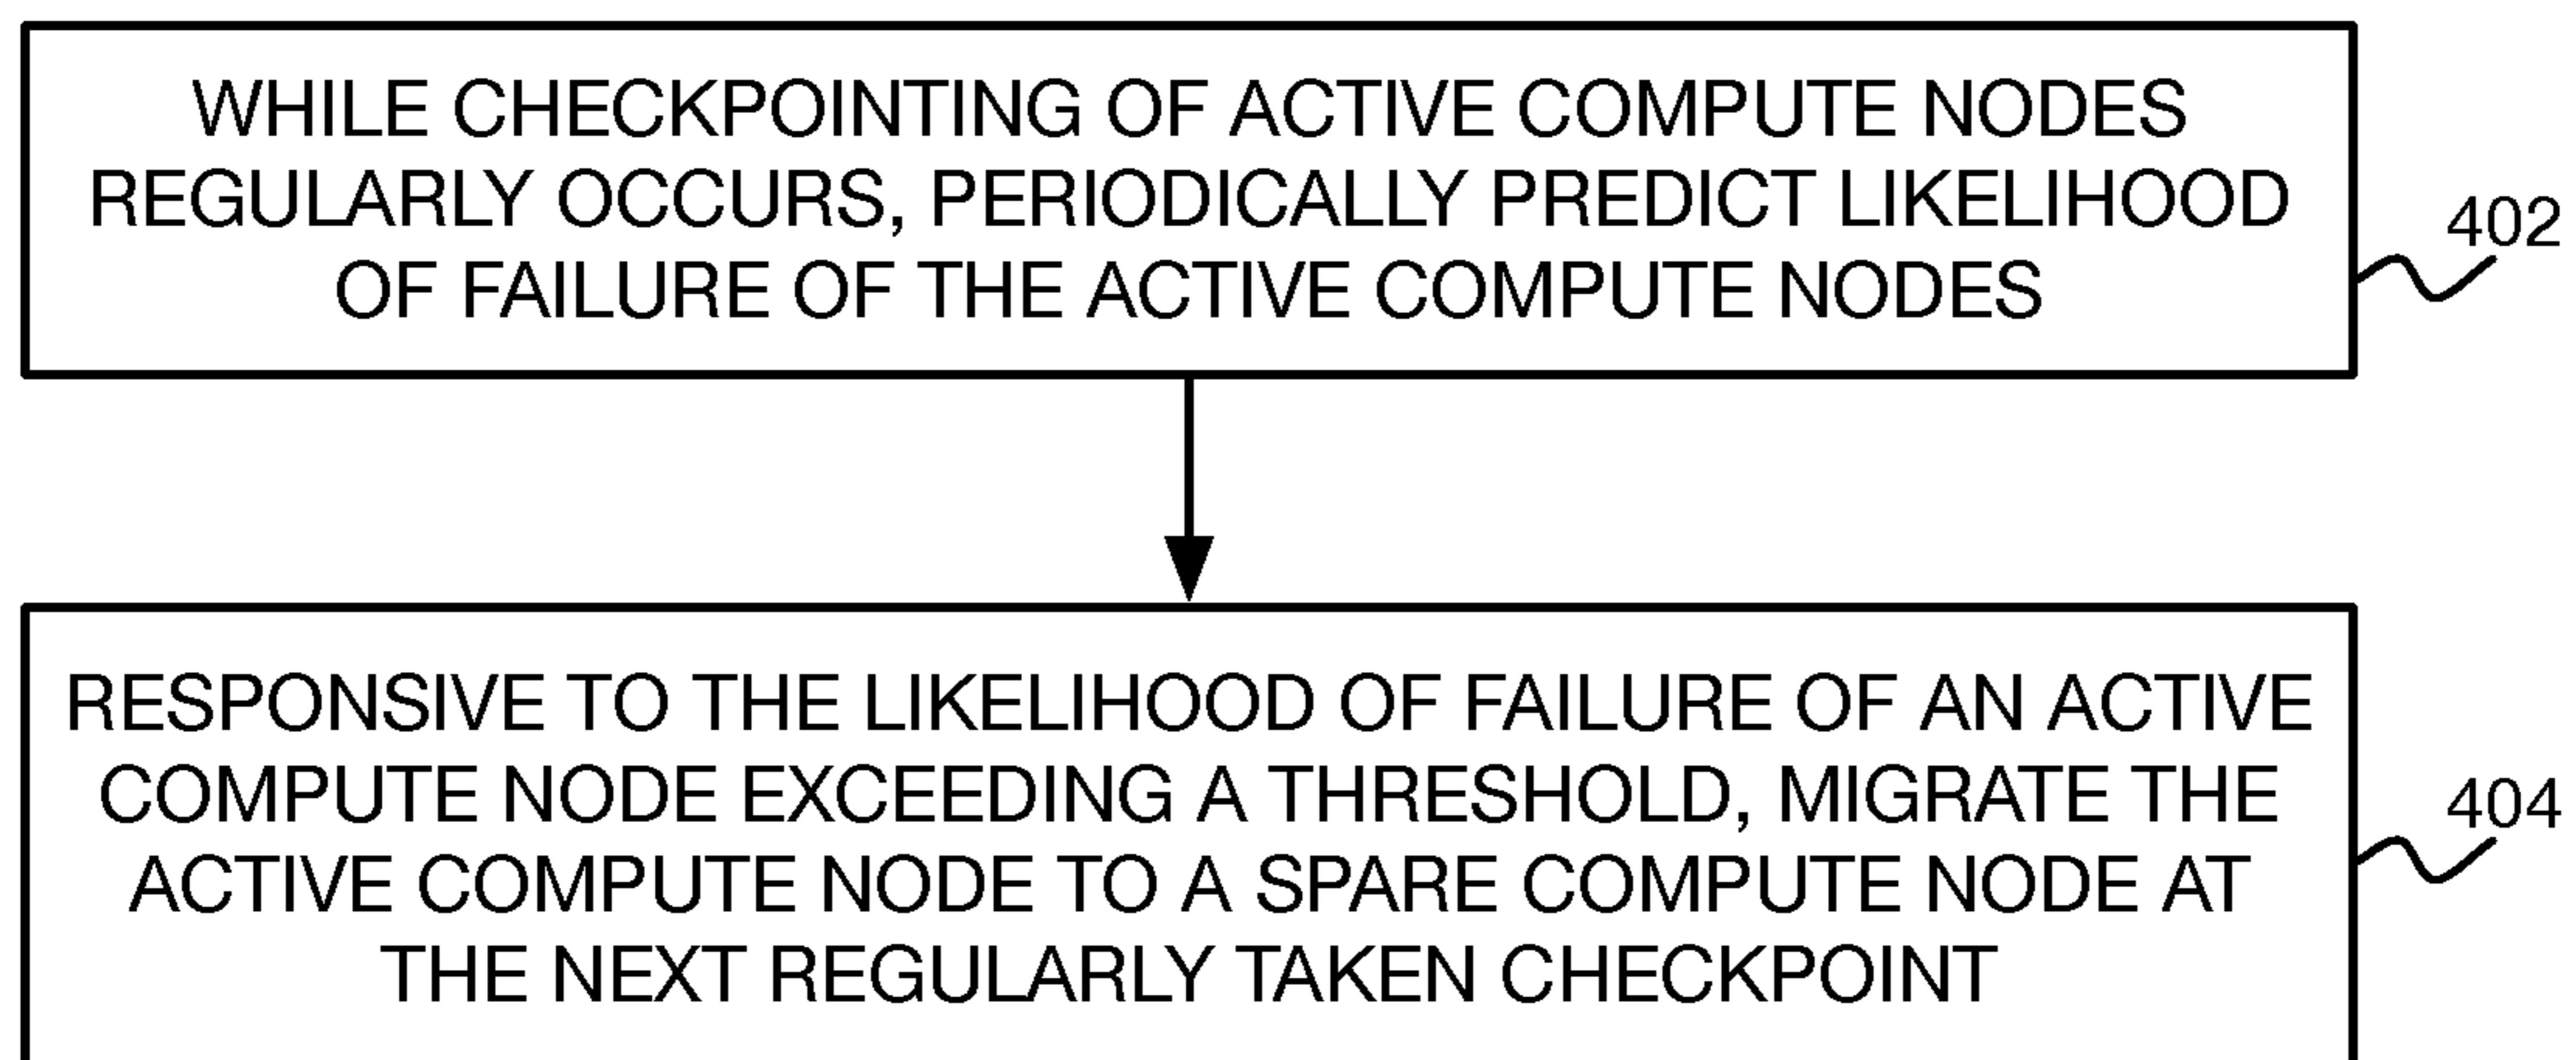 WHILE CHECKPOINTING OF ACTIVE COMPUTE NODES
REGULARLY OCCURS, PERIODICALLY PREDICT LIKELIHOOD
OF FAILURE OF THE ACTIVE COMPUTE NODES
402
RESPONSIVE TO THE LIKELIHOOD OF FAILURE OF AN ACTIVE
COMPUTE NODE EXCEEDING A THRESHOLD, MIGRATE THE
ACTIVE COMPUTE NODE TO A SPARE COMPUTE NODE AT
THE NEXT REGULARLY TAKEN CHECKPOINT
404